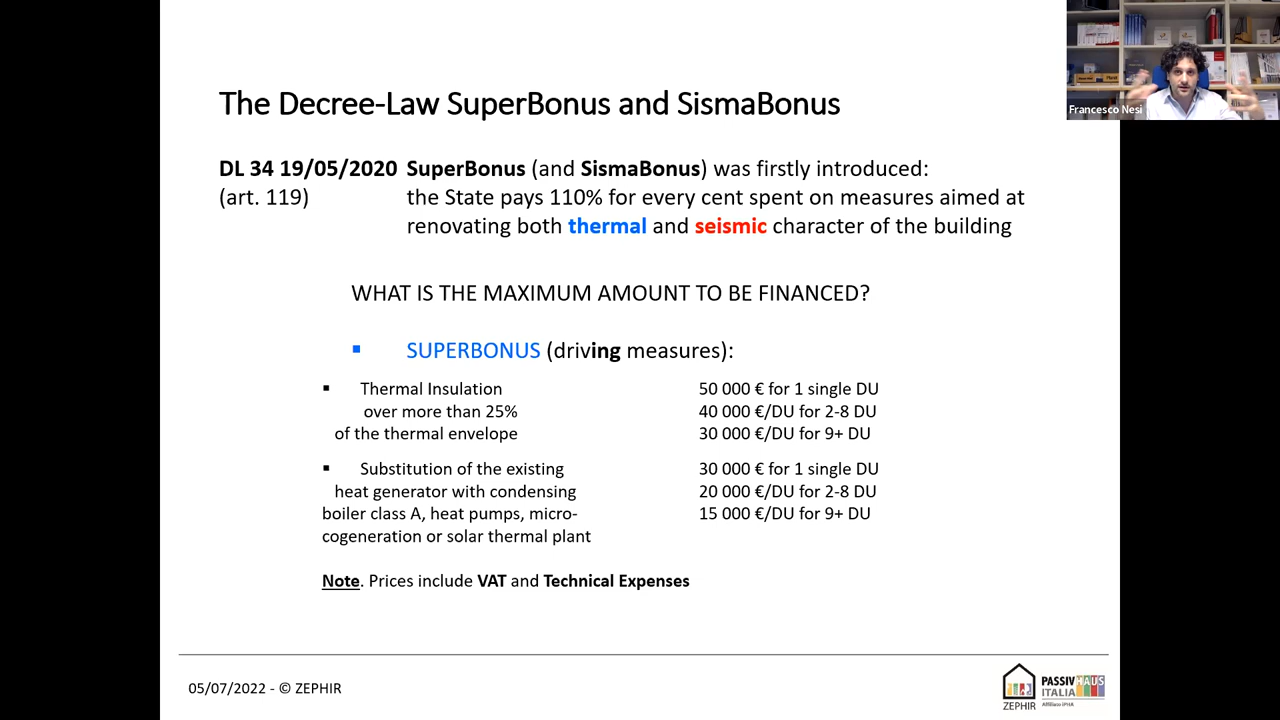 The Decree-Law SuperBonus and SismaBonus
Francesco Nesi
DL 34 19/05/2020 SuperBonus (and SismaBonus) was firstly introduced:
(art. 119) the State pays 110% for every cent spent on measures aimed at
renovating both thermal and seismic character of the building
WHAT IS THE MAXIMUM AMOUNT TO BE FINANCED?
▪ SUPERBONUS (driving measures):
▪ Thermal Insulation 50 000 € for 1 single DU
over more than 25% 40 000 €/DU for 2-8 DU
of the thermal envelope 30 000 €/DU for 9+ DU
▪ Substitution of the existing 30 000 € for 1 single DU
heat generator with condensing 20 000 €/DU for 2-8 DU
boiler class A, heat pumps, micro- 15 000 €/DU for 9+ DU
cogeneration or solar thermal plant
Note. Prices include VAT and Technical Expenses
05/07/2022 - © ZEPHIR
ZEPHIR
PASSIVHAUS
ITALIA
Affiliato iPHA